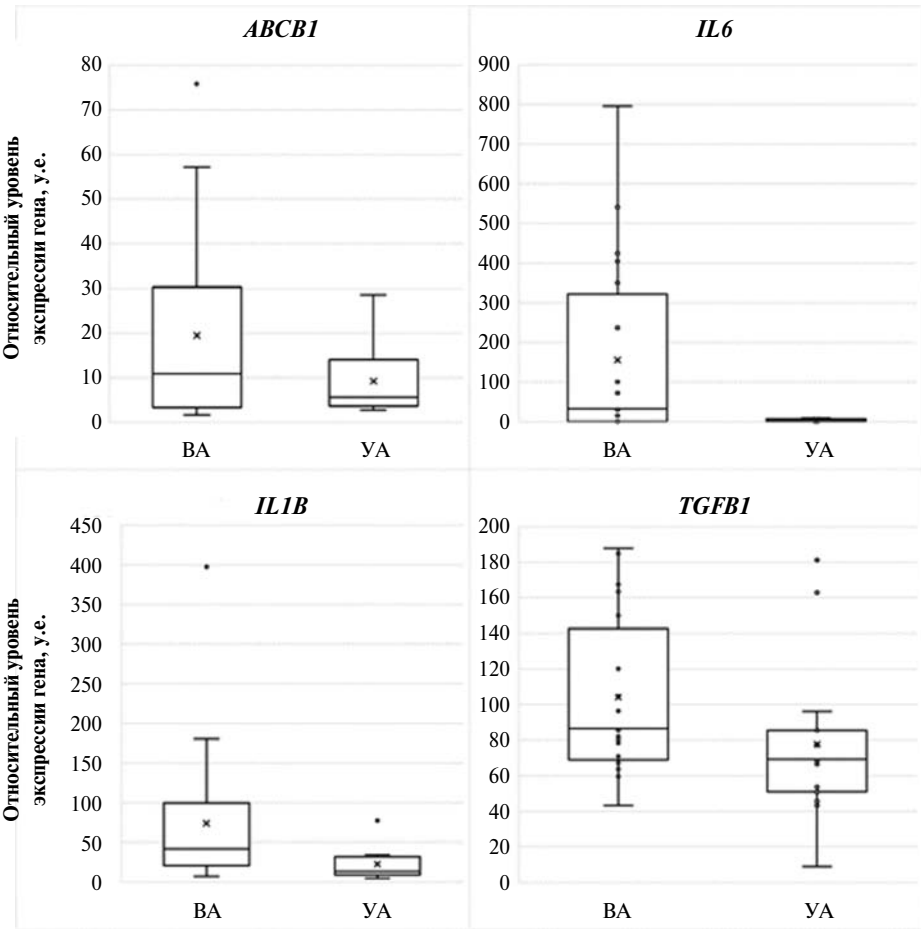 ABCB1
80
70
60
50
40
30
20
10
0
Относительный уровень
экспрессии гена, у.е.
ВА
УА
IL6
900
800
700
600
500
400
300
200
100
0
ВА
УА
IL1B
450
400
350
300
250
200
150
100
50
0
Относительный уровень
экспрессии гена, у.е.
ВА
УА
TGFB1
200
180
160
140
120
100
80
60
40
20
0
ВА
УА